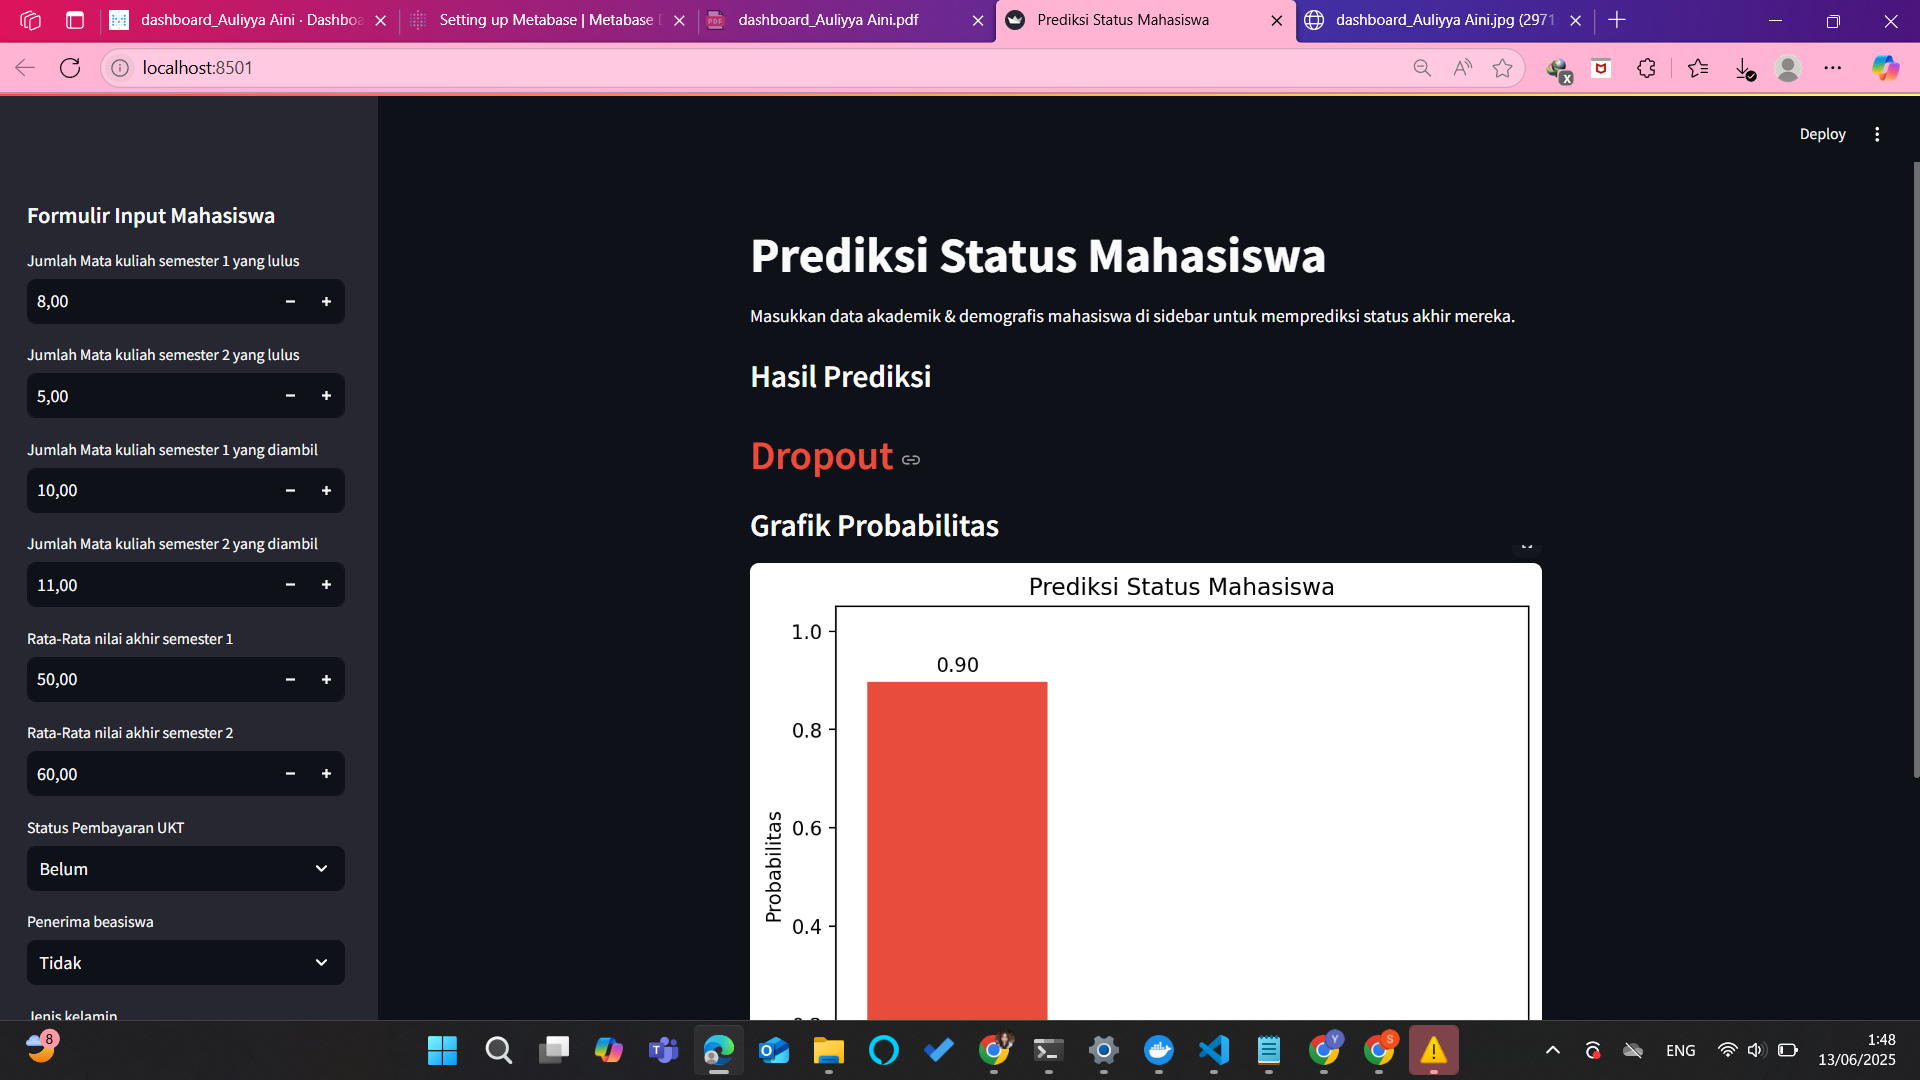 dashboard_Auliyya Aini · Dashboa
Setting up Metabase | Metabase D
dashboard_Auliyya Aini.pdf
Prediksi Status Mahasiswa
dashboard_Auliyya Aini.jpg (2971
localhost:8501
Deploy
Formulir Input Mahasiswa
Jumlah Mata kuliah semester 1 yang lulus
8,00
Jumlah Mata kuliah semester 2 yang lulus
5,00
Jumlah Mata kuliah semester 1 yang diambil
10,00
Jumlah Mata kuliah semester 2 yang diambil
11,00
Rata-Rata nilai akhir semester 1
50,00
Rata-Rata nilai akhir semester 2
60,00
Status Pembayaran UKT
Belum
Penerima beasiswa
Tidak
Jenis kelamin
Prediksi Status Mahasiswa
Masukkan data akademik & demografis mahasiswa di sidebar untuk memprediksi status akhir mereka.
Hasil Prediksi
Dropout
Grafik Probabilitas
Prediksi Status Mahasiswa
1.0
0.90
0.8
0.6
0.4
Probabilitas
8
ENG
1:48
13/06/2025